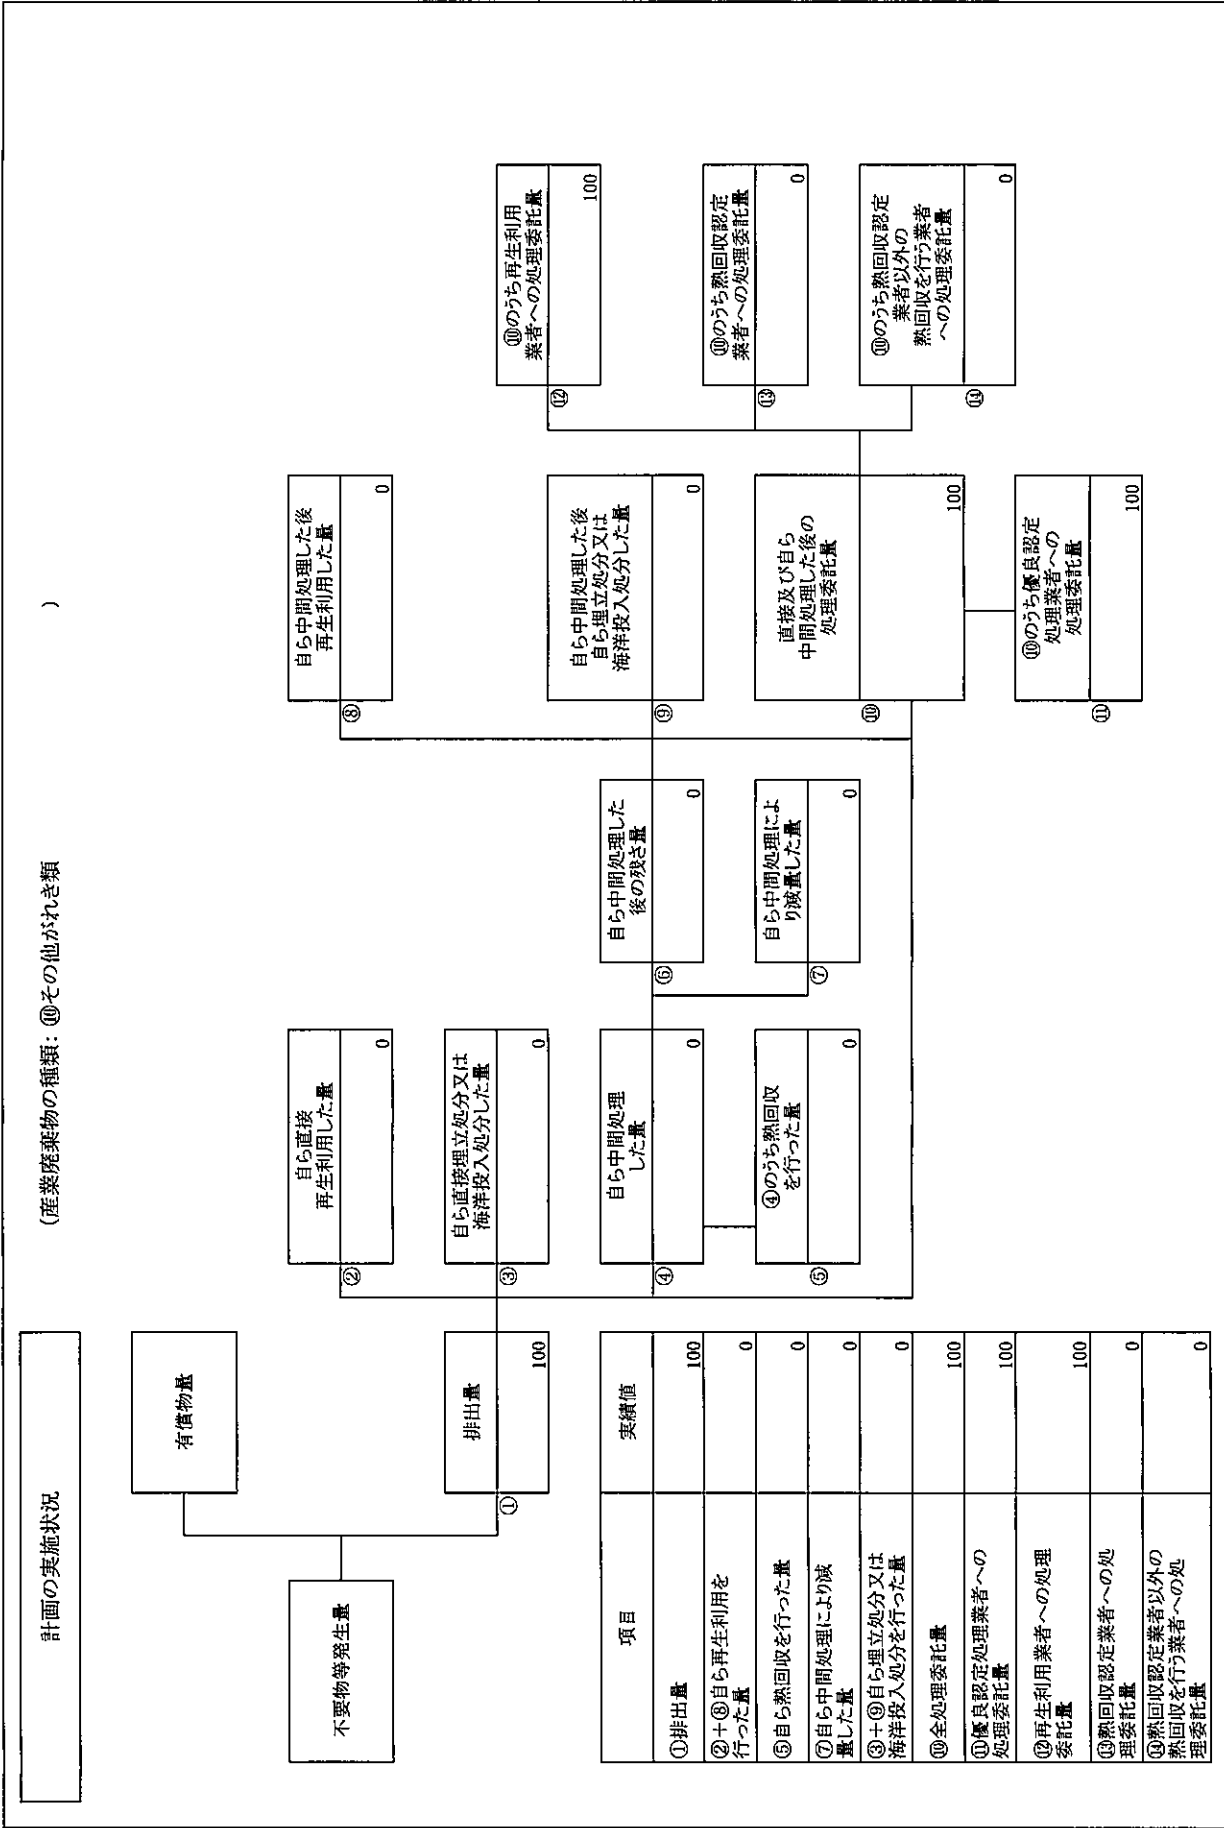 計画の実施状況
(産業廃棄物の種類: ⑩その他がれき類 )
不要物等発生量
有償物量
排出量
①
100
②
自ら直接
再生利用した量
0
③
自ら直接埋立処分又は
海洋投入処分した量
0
④
自ら中間処理
した量
0
⑤
④のうち熱回収
を行った量
0
⑥
自ら中間処理した
後の残さ量
0
⑦
自ら中間処理によ
り減量した量
0
⑧
自ら中間処理した後
再生利用した量
0
⑨
自ら中間処理した後
自ら埋立処分又は
海洋投入処分した量
0
⑩
直接及び自ら
中間処理した後の
処理委託量
100
⑪
⑩のうち優良認定
処理業者への
処理委託量
100
⑫
⑩のうち再生利用
業者への処理委託量
100
⑬
⑩のうち熱回収認定
業者への処理委託量
0
⑭
⑩のうち熱回収認定
業者以外の
熱回収を行う業者
への処理委託量
0
項目 実績値
①排出量 100
②+⑧自ら再生利用を
行った量 0
⑤自ら熱回収を行った量 0
⑦自ら中間処理により減
量した量 0
③+⑨自ら埋立処分又は
海洋投入処分を行った量 0
⑩全処理委託量 100
⑪優良認定処理業者への
処理委託量 100
⑫再生利用業者への処理
委託量 100
⑬熱回収認定業者への処
理委託量 0
⑭熱回収認定業者以外の
熱回収を行う業者への処
理委託量 0